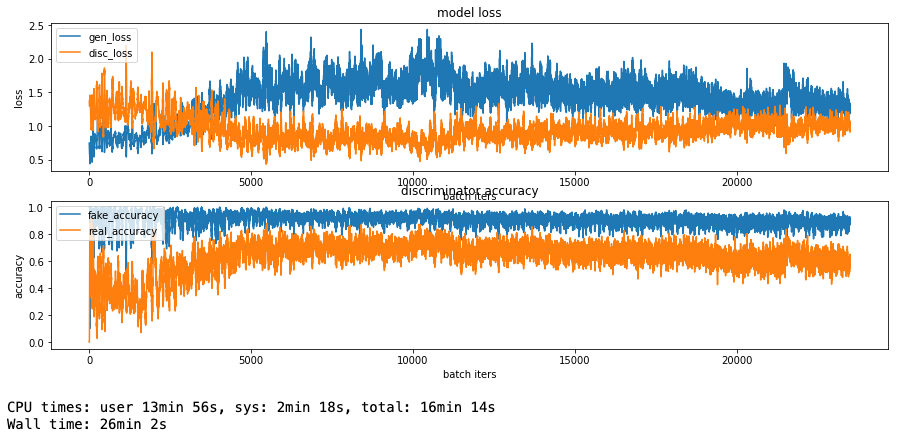 model loss
2.5
2.0
1.5
1.0
0.5
loss
gen_loss
disc_loss
0 5000 10000 15000 20000
batch iters
discriminator accuracy
1.0
0.8
0.6
0.4
0.2
0.0
accuracy
fake_accuracy
real_accuracy
0 5000 10000 15000 20000
batch iters
CPU times: user 13min 56s, sys: 2min 18s, total: 16min 14s
Wall time: 26min 2s